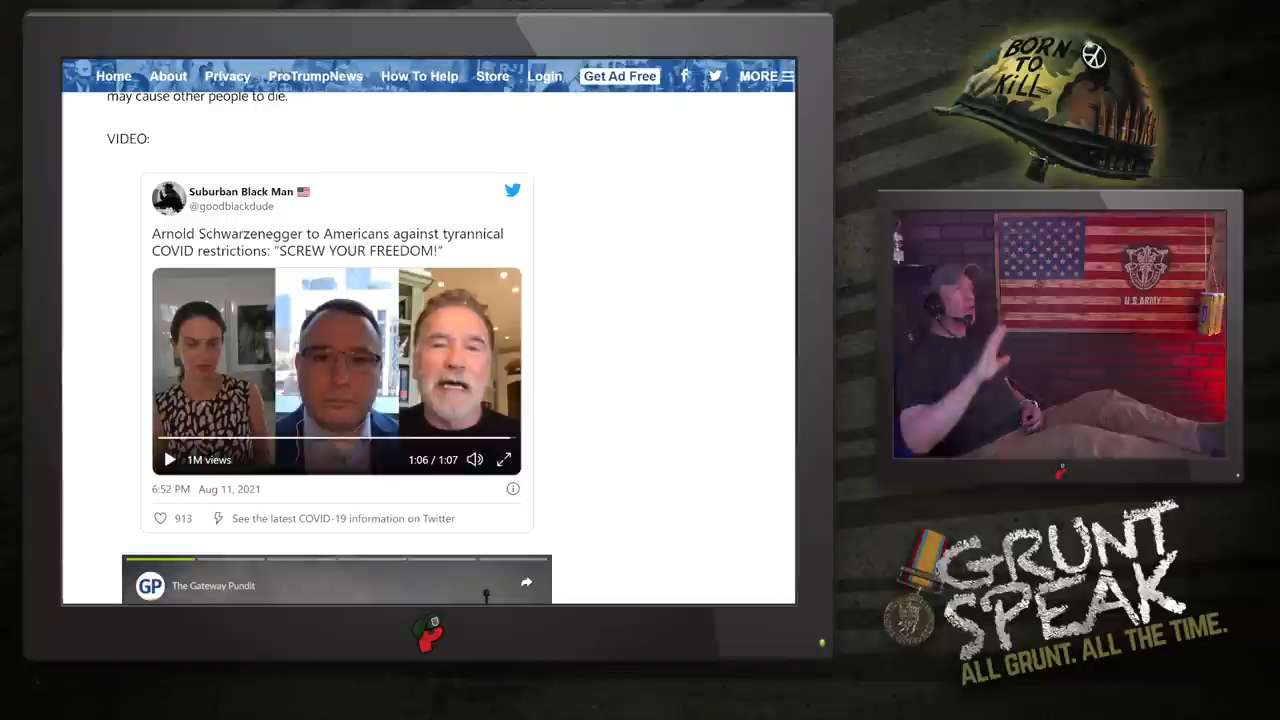 Home About Privacy ProTrumpNews How To Help Store Login Get Ad Free MORE
may cause other people to die.
VIDEO:
Suburban Black Man
@goodblackdude
Arnold Schwarzenegger to Americans against tyrannical
COVID restrictions: "SCREW YOUR FREEDOM!"
1M views
1:06 / 1:07
6:52 PM Aug 11, 2021
913 See the latest COVID-19 information on Twitter
GP The Gateway Pundit
BORN
TO
KiLL
U.S. ARMY
GRUNT
SPEAK
ALL GRUNT. ALL THE TIME.